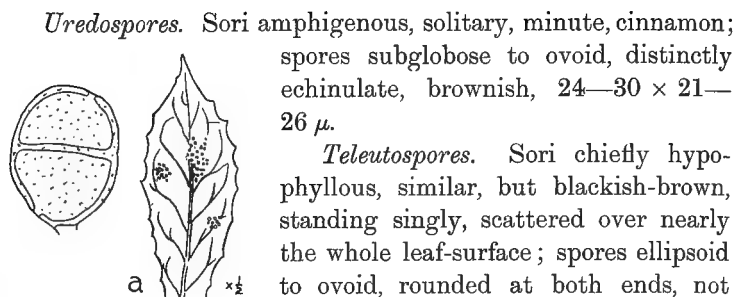 Uredospores. Sori amphigenous, solitary, minute, cinnamon;
spores subglobose to ovoid, distinctly
echinulate, brownish, 24—30 × 21—
26 μ.
Teleutospores. Sori chiefly hypo-
phyllous, similar, but blackish-brown,
standing singly, scattered over nearly
the whole leaf-surface; spores ellipsoid
to ovoid, rounded at both ends, not
a ×½